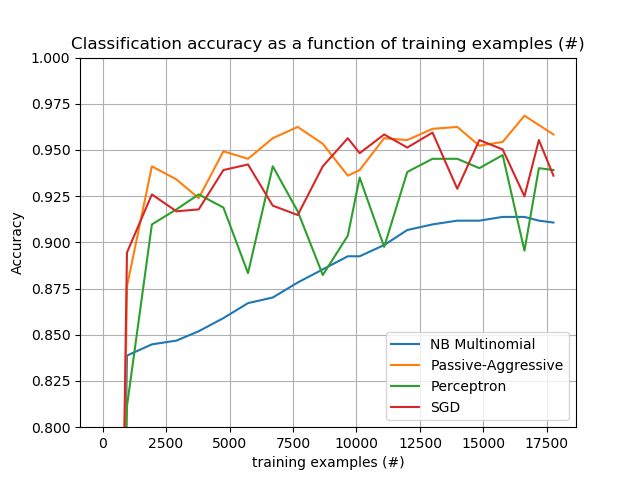 Classification accuracy as a function of training examples (#)
1.000
0.975
0.950
0.925
0.900
0.875
0.850
0.825
0.800
Accuracy
NB Multinomial
Passive-Aggressive
Perceptron
SGD
0 2500 5000 7500 10000 12500 15000 17500
training examples (#)